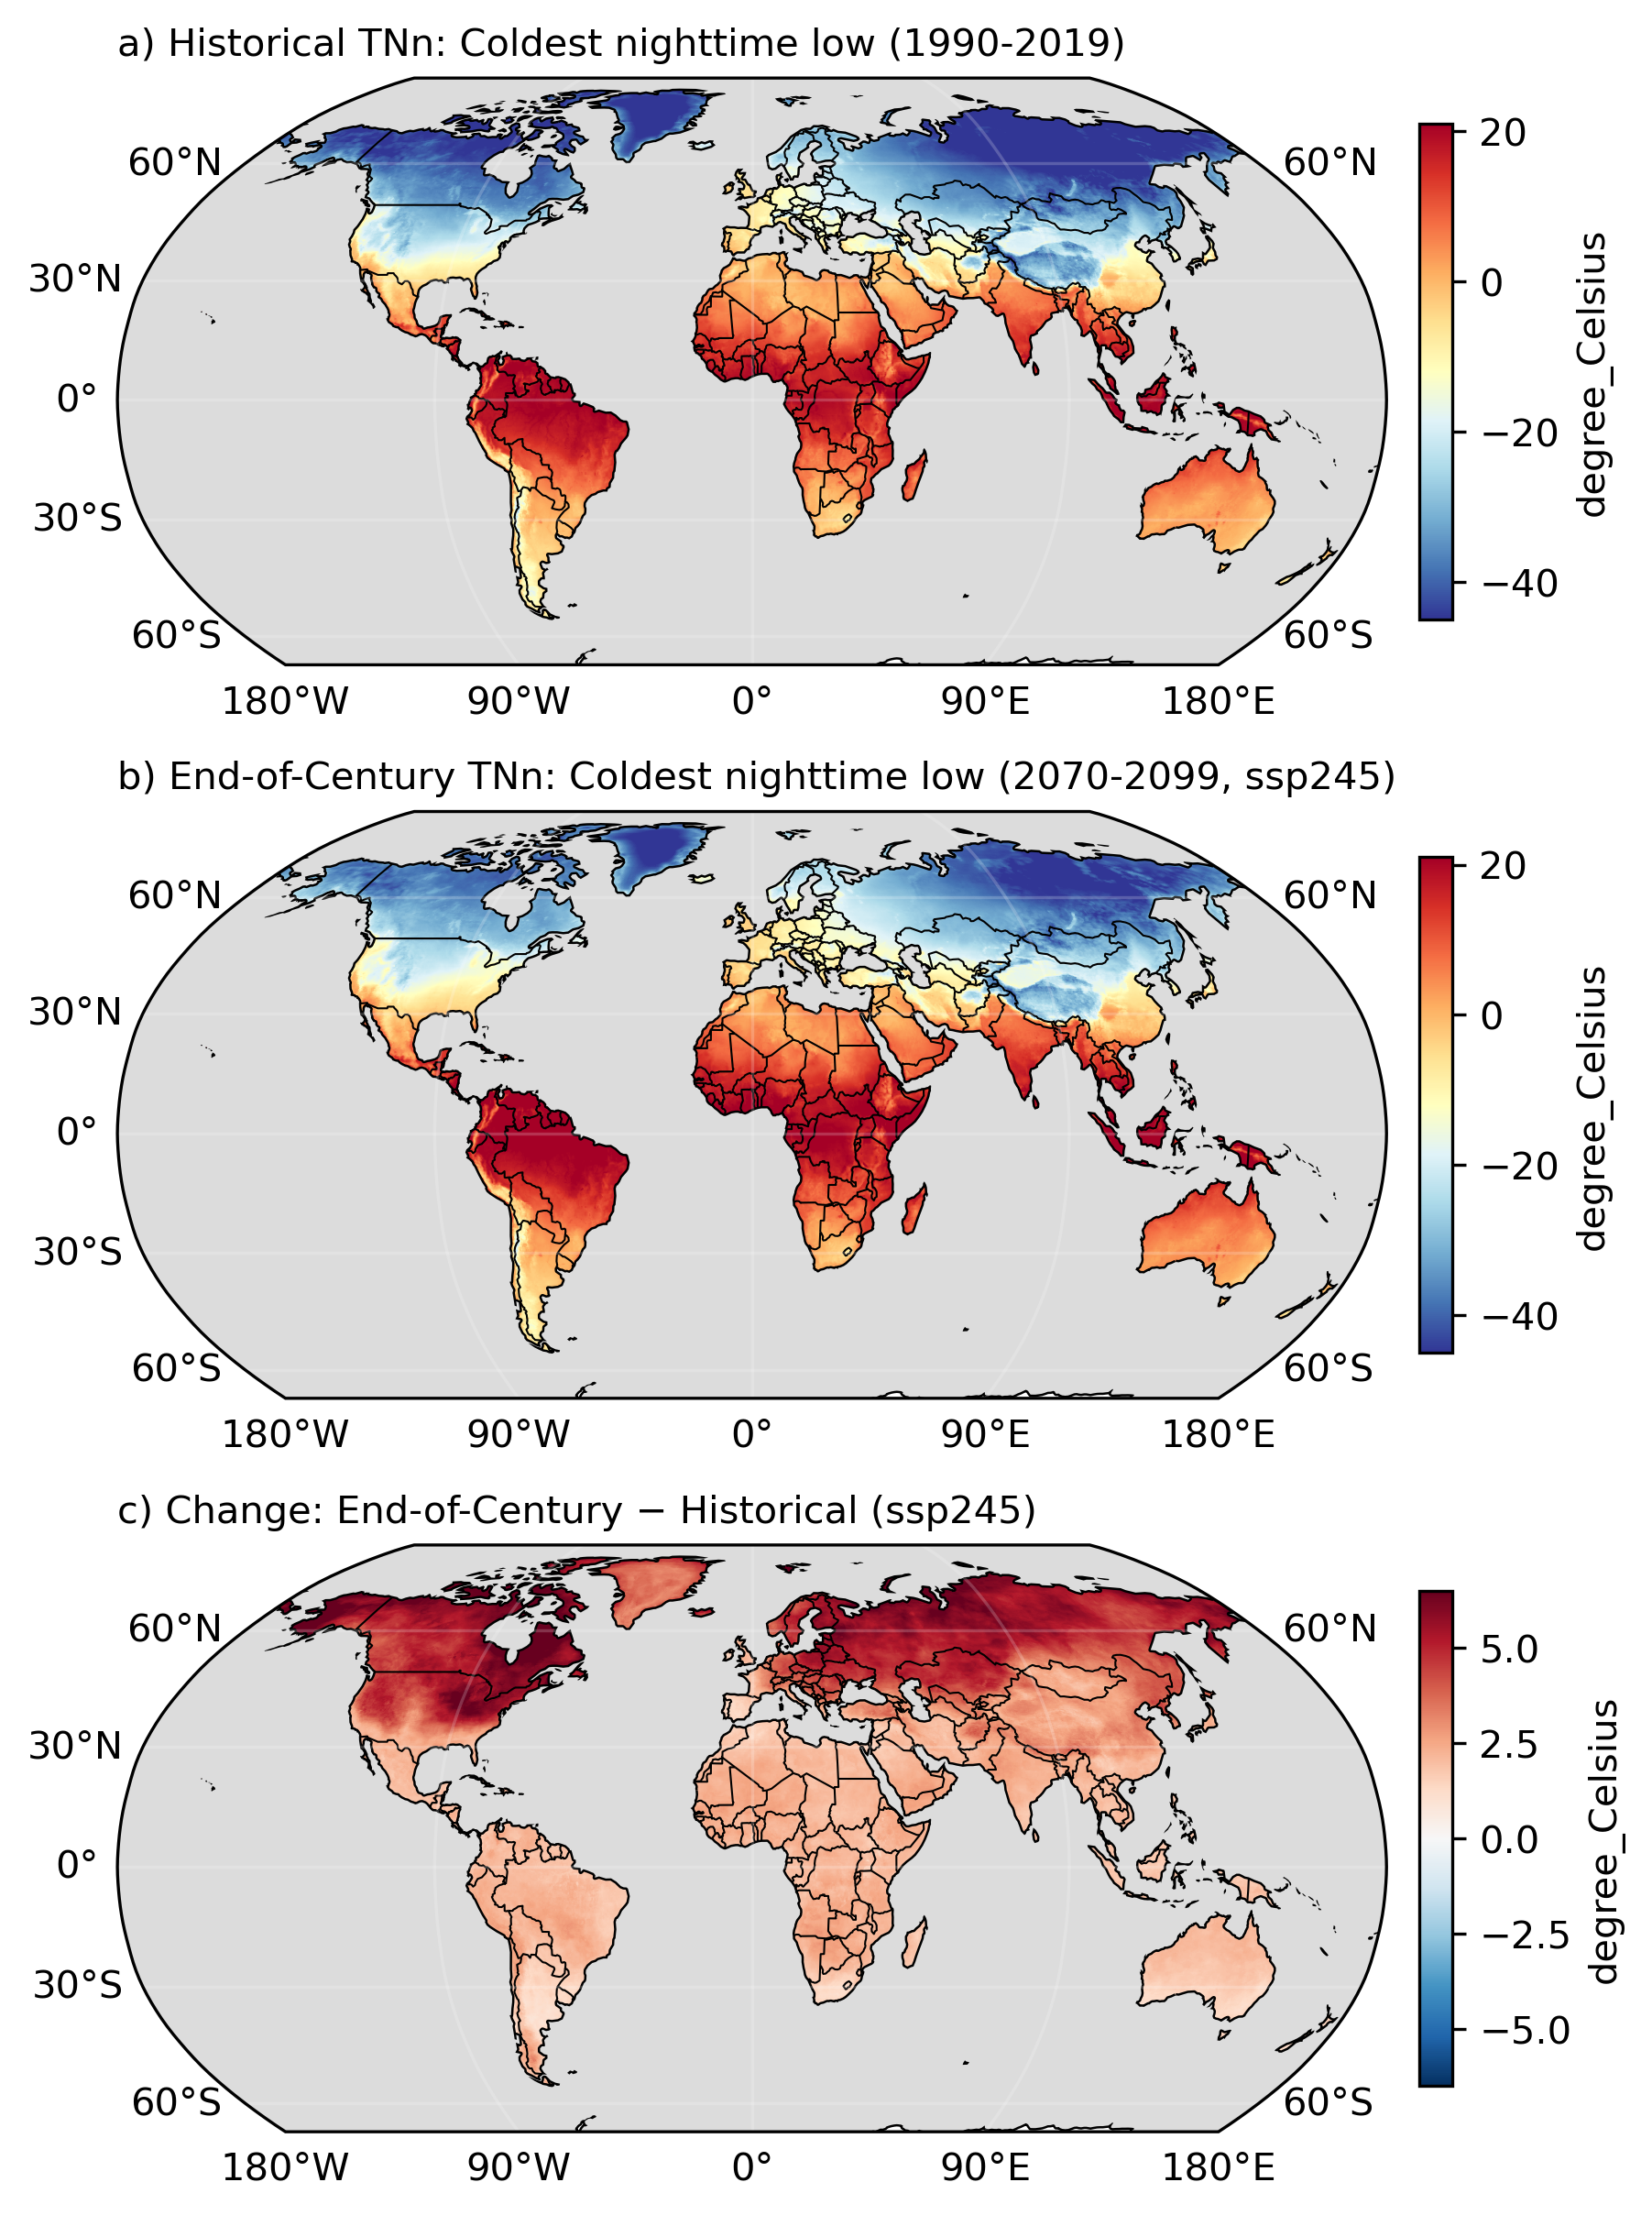 a) Historical TNn: Coldest nighttime low (1990-2019)
60°N
60°N
30°N
0°
30°S
60°S
60°S
180°W
90°W
0°
90°E
180°E
20
0
−20
−40
degree_Celsius
b) End-of-Century TNn: Coldest nighttime low (2070-2099, ssp245)
60°N
60°N
30°N
0°
30°S
60°S
60°S
180°W
90°W
0°
90°E
180°E
20
0
−20
−40
degree_Celsius
c) Change: End-of-Century − Historical (ssp245)
60°N
60°N
30°N
0°
30°S
60°S
60°S
180°W
90°W
0°
90°E
180°E
5.0
2.5
0.0
−2.5
−5.0
degree_Celsius